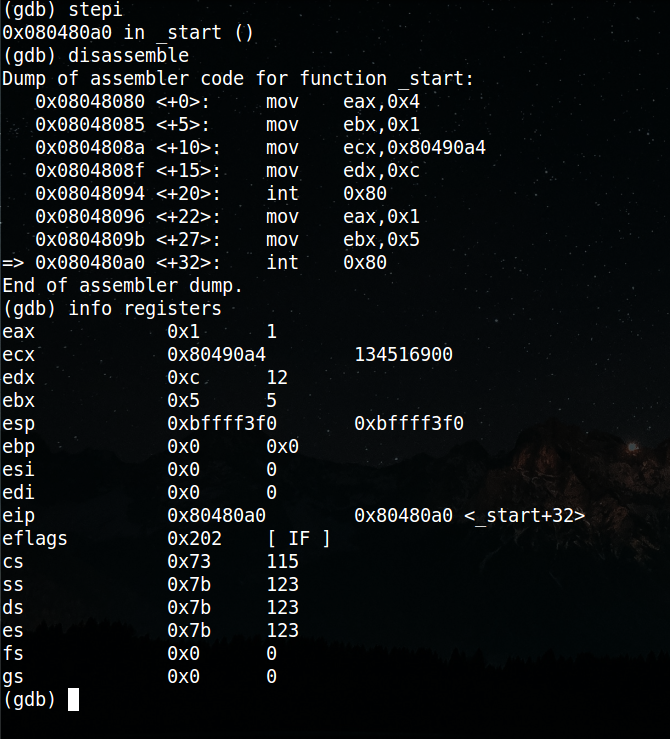 (gdb) stepi
0x080480a0 in _start ()
(gdb) disassemble
Dump of assembler code for function _start:
   0x08048080 <+0>:     mov    eax,0x4
   0x08048085 <+5>:     mov    ebx,0x1
   0x0804808a <+10>:    mov    ecx,0x80490a4
   0x0804808f <+15>:    mov    edx,0xc
   0x08048094 <+20>:    int    0x80
   0x08048096 <+22>:    mov    eax,0x1
   0x0804809b <+27>:    mov    ebx,0x5
=> 0x080480a0 <+32>:    int    0x80
End of assembler dump.
(gdb) info registers
eax            0x1      1
ecx            0x80490a4        134516900
edx            0xc      12
ebx            0x5      5
esp            0xbffff3f0       0xbffff3f0
ebp            0x0      0x0
esi            0x0      0
edi            0x0      0
eip            0x80480a0        0x80480a0 <_start+32>
eflags         0x202    [ IF ]
cs             0x73     115
ss             0x7b     123
ds             0x7b     123
es             0x7b     123
fs             0x0      0
gs             0x0      0
(gdb)